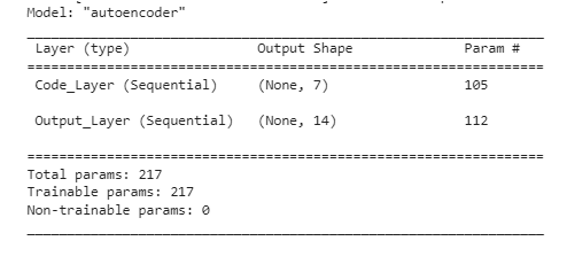 Model: "autoencoder"
Layer (type) Output Shape Param #
Code_Layer (Sequential) (None, 7) 105
Output_Layer (Sequential) (None, 14) 112
Total params: 217
Trainable params: 217
Non-trainable params: 0